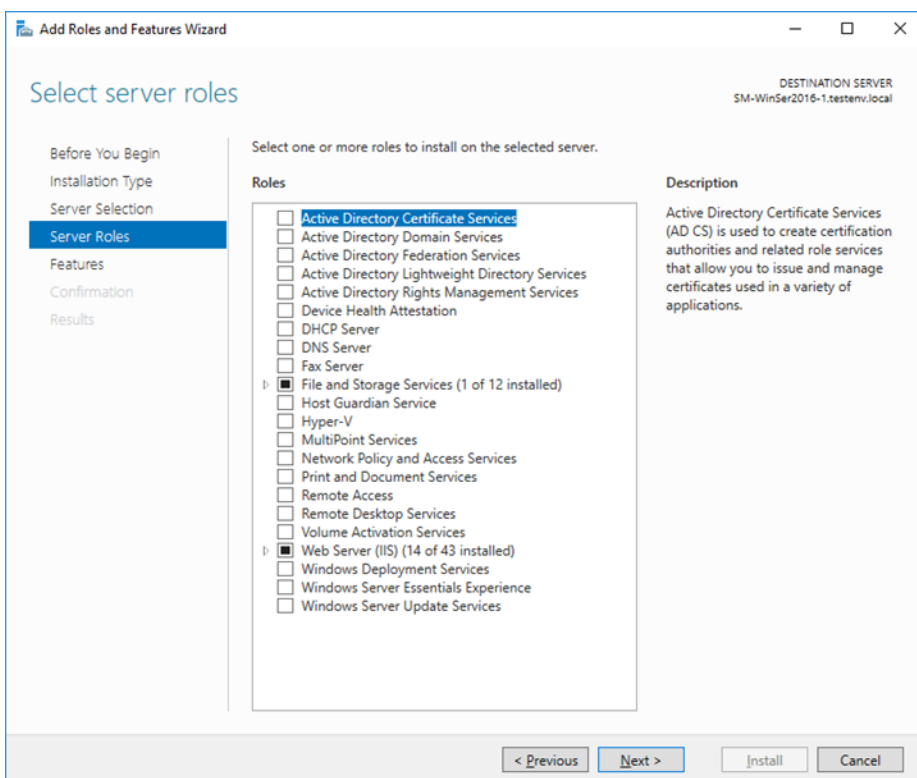 Add Roles and Features Wizard
Select server roles
DESTINATION SERVER
SM-WinSer2016-1.testenv.local
Before You Begin
Installation Type
Server Selection
Server Roles
Features
Confirmation
Results
Select one or more roles to install on the selected server.
Roles
Active Directory Certificate Services
Active Directory Domain Services
Active Directory Federation Services
Active Directory Lightweight Directory Services
Active Directory Rights Management Services
Device Health Attestation
DHCP Server
DNS Server
Fax Server
File and Storage Services (1 of 12 installed)
Host Guardian Service
Hyper-V
MultiPoint Services
Network Policy and Access Services
Print and Document Services
Remote Access
Remote Desktop Services
Volume Activation Services
Web Server (IIS) (14 of 43 installed)
Windows Deployment Services
Windows Server Essentials Experience
Windows Server Update Services
Description
Active Directory Certificate Services
(AD CS) is used to create certification
authorities and related role services
that allow you to issue and manage
certificates used in a variety of
applications.
< Previous
Next >
Install
Cancel